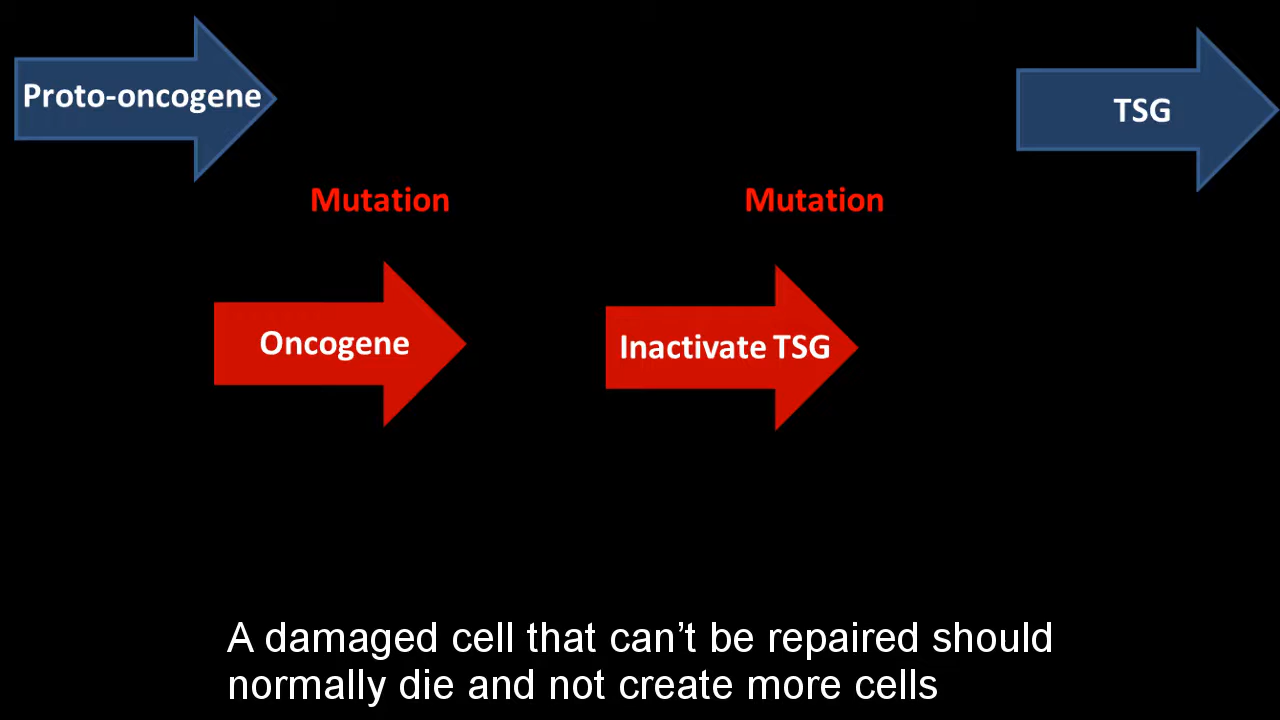 Proto-oncogene
TSG
Mutation
Mutation
Oncogene
Inactivate TSG
A damaged cell that can’t be repaired should
normally die and not create more cells